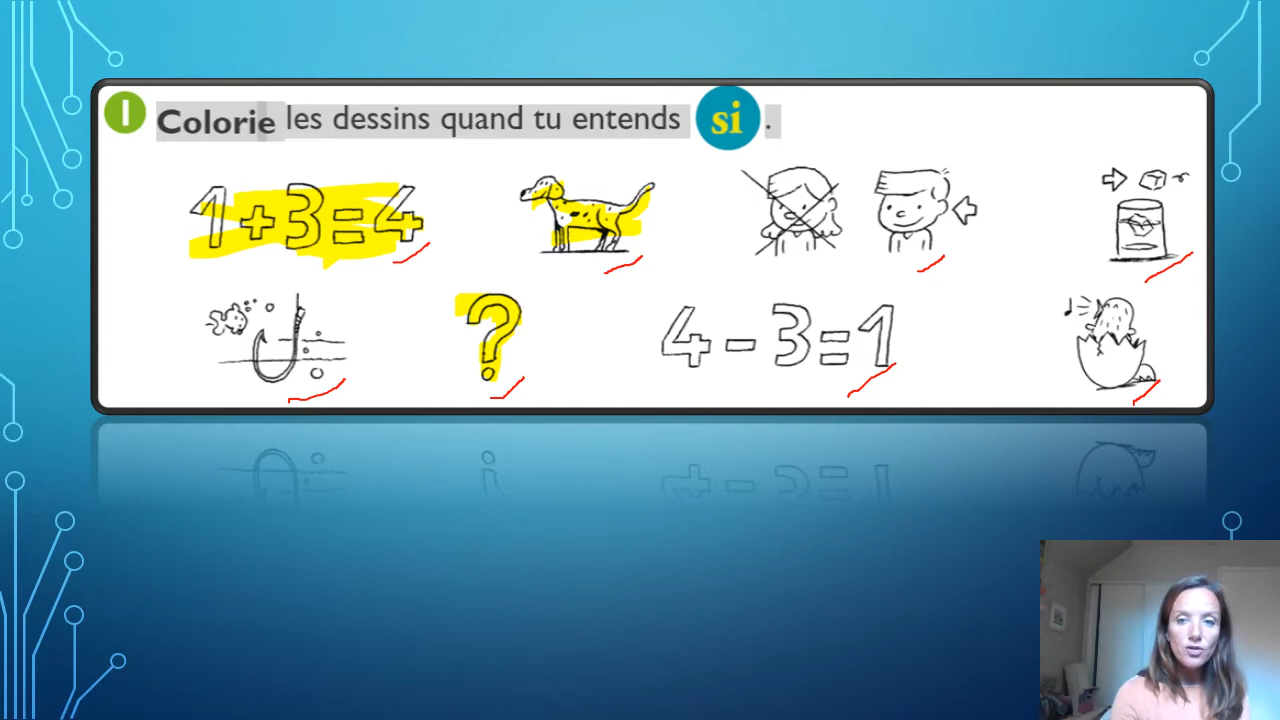 1 Colorie les dessins quand tu entends si .
1+3=4
? 4-3=1